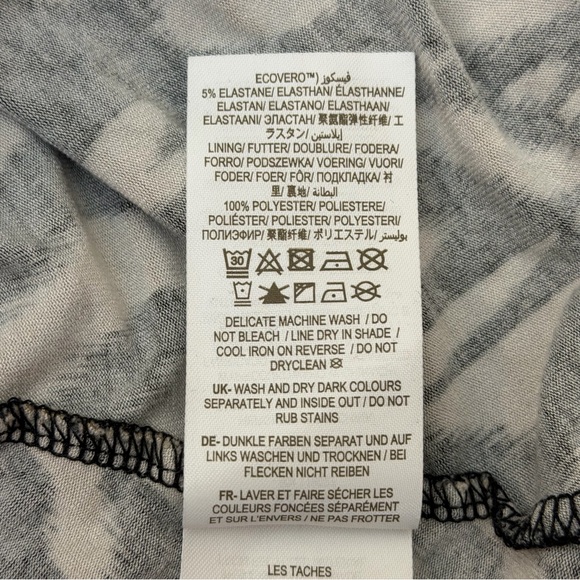 ECOVERO™) فيسكوز/
5% ELASTANE/ ELASTHAN/ ÉLASTHANNE/
ELASTAN/ ELASTANO/ ELASTHAAN/
ELASTAANI/ ЭЛАСТАН/ 聚氨酯弹性纤维/ エ
ラスタン/ إيلاستين/
LINING/ FUTTER/ DOUBLURE/ FODERA/
FORRO/ PODSZEWKA/ VOERING/ VUORI/
FODER/ FOER/ FÔR/ ПОДКЛАДКА/ 衬
里/ 裏地/ البطانة/
100% POLYESTER/ POLIESTERE/
POLIÉSTER/ POLIESTER/ POLYESTERI/
ПОЛИЭФИР/ 聚酯纤维/ ポリエステル/ بوليستر
30
DELICATE MACHINE WASH / DO
NOT BLEACH / LINE DRY IN SHADE /
COOL IRON ON REVERSE / DO NOT
DRYCLEAN
UK- WASH AND DRY DARK COLOURS
SEPARATELY AND INSIDE OUT / DO NOT
RUB STAINS
DE- DUNKLE FARBEN SEPARAT UND AUF
LINKS WASCHEN UND TROCKNEN / BEI
FLECKEN NICHT REIBEN
FR- LAVER ET FAIRE SÉCHER LES
COULEURS FONCÉES SÉPARÉMENT
ET SUR L'ENVERS / NE PAS FROTTER
LES TACHES